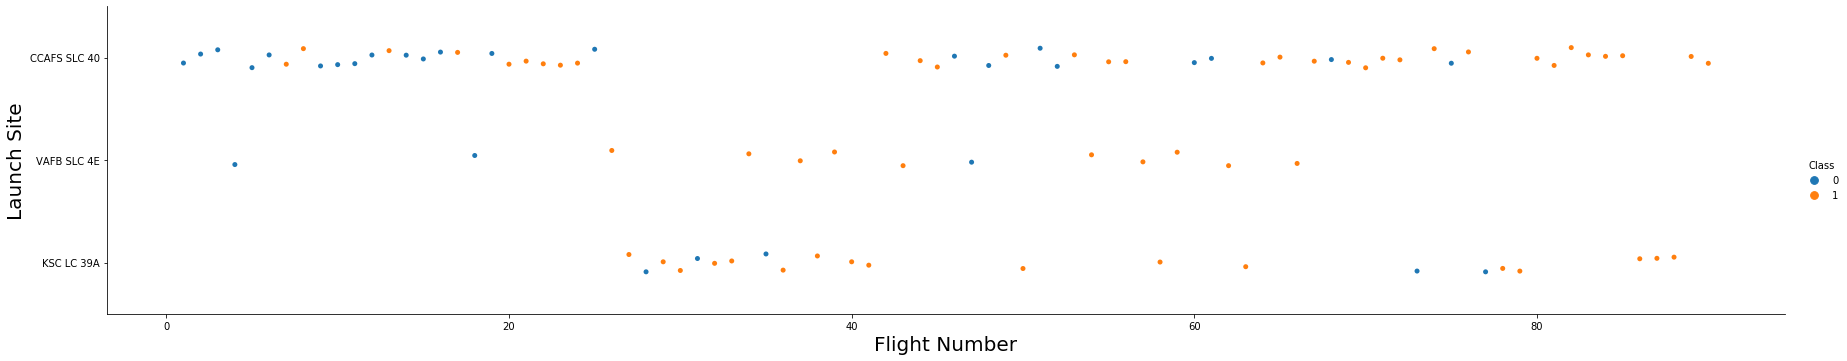 Launch Site
CCAFS SLC 40
VAFB SLC 4E
KSC LC 39A
0 20 40 60 80
Flight Number
Class
0
1